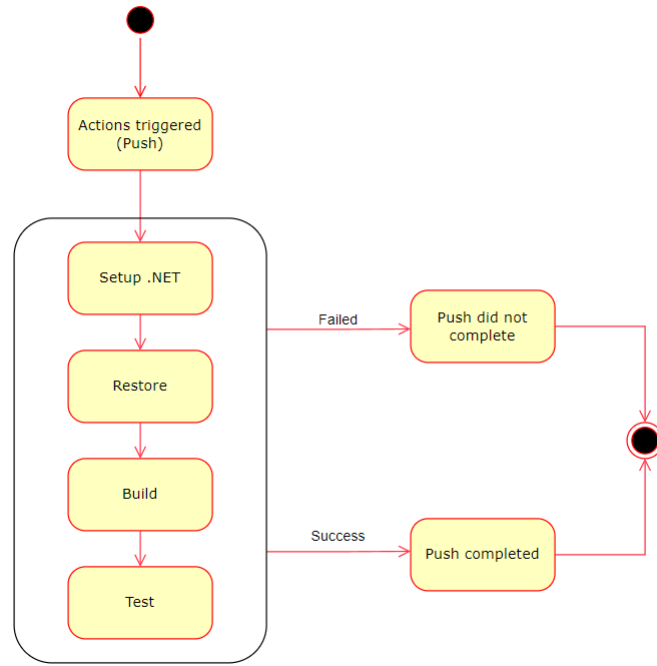 Actions triggered
(Push)
Setup .NET
Failed
Push did not
complete
Restore
Build
Success
Push completed
Test